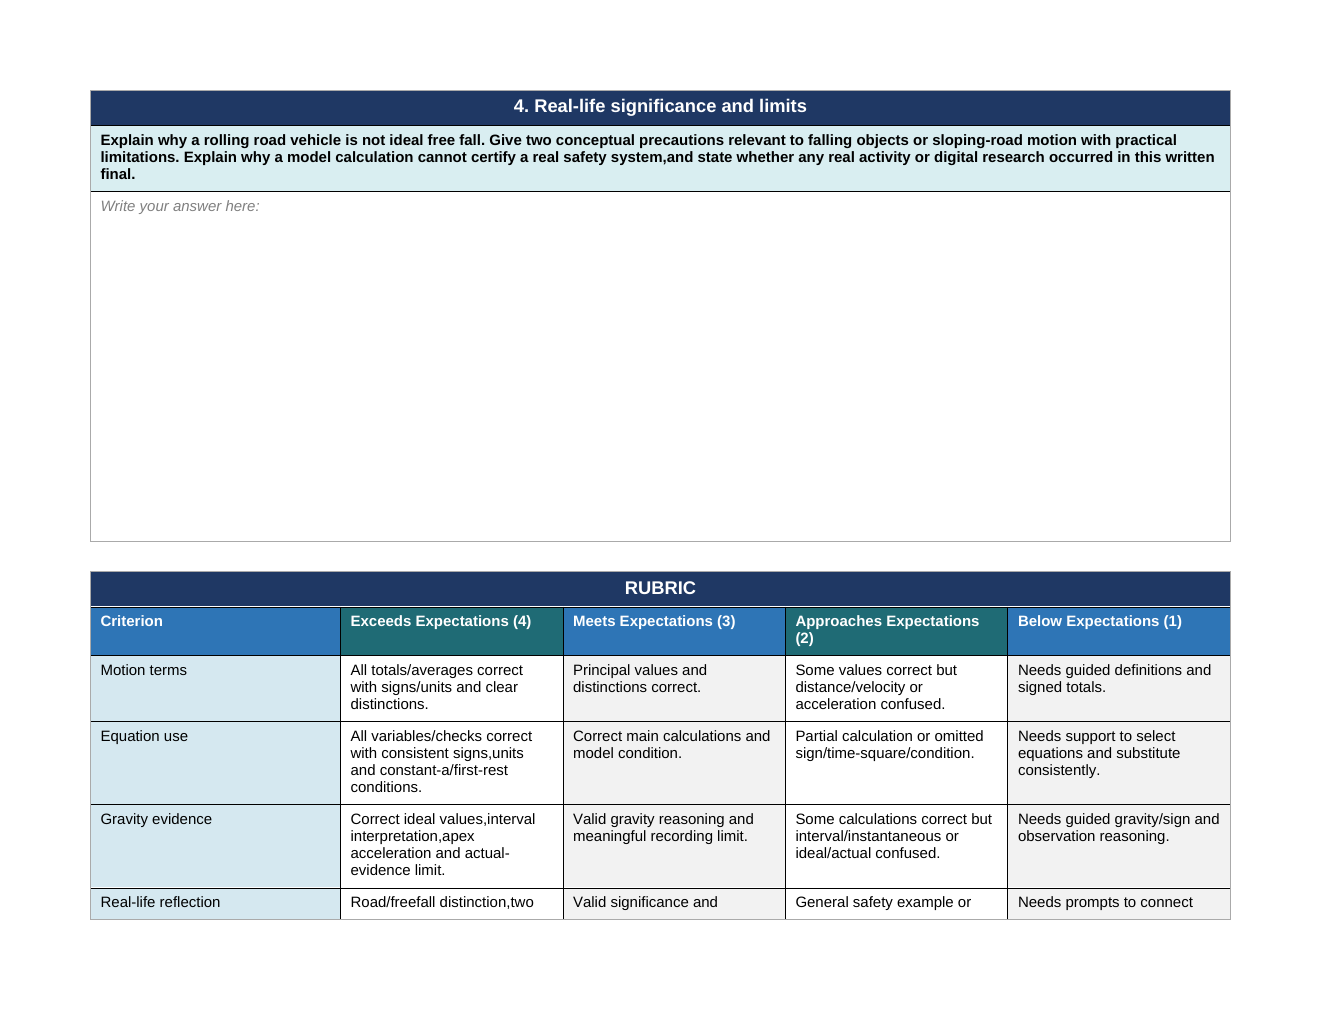 4. Real-life significance and limits
Explain why a rolling road vehicle is not ideal free fall. Give two conceptual precautions relevant to falling objects or sloping-road motion with practical
limitations. Explain why a model calculation cannot certify a real safety system,and state whether any real activity or digital research occurred in this written
final.
Write your answer here:
RUBRIC
Criterion
Exceeds Expectations (4)
Meets Expectations (3)
Approaches Expectations
(2)
Below Expectations (1)
Motion terms
All totals/averages correct
with signs/units and clear
distinctions.
Principal values and
distinctions correct.
Some values correct but
distance/velocity or
acceleration confused.
Needs guided definitions and
signed totals.
Equation use
All variables/checks correct
with consistent signs,units
and constant-a/first-rest
conditions.
Correct main calculations and
model condition.
Partial calculation or omitted
sign/time-square/condition.
Needs support to select
equations and substitute
consistently.
Gravity evidence
Correct ideal values,interval
interpretation,apex
acceleration and actual-
evidence limit.
Valid gravity reasoning and
meaningful recording limit.
Some calculations correct but
interval/instantaneous or
ideal/actual confused.
Needs guided gravity/sign and
observation reasoning.
Real-life reflection
Road/freefall distinction,two
Valid significance and
General safety example or
Needs prompts to connect